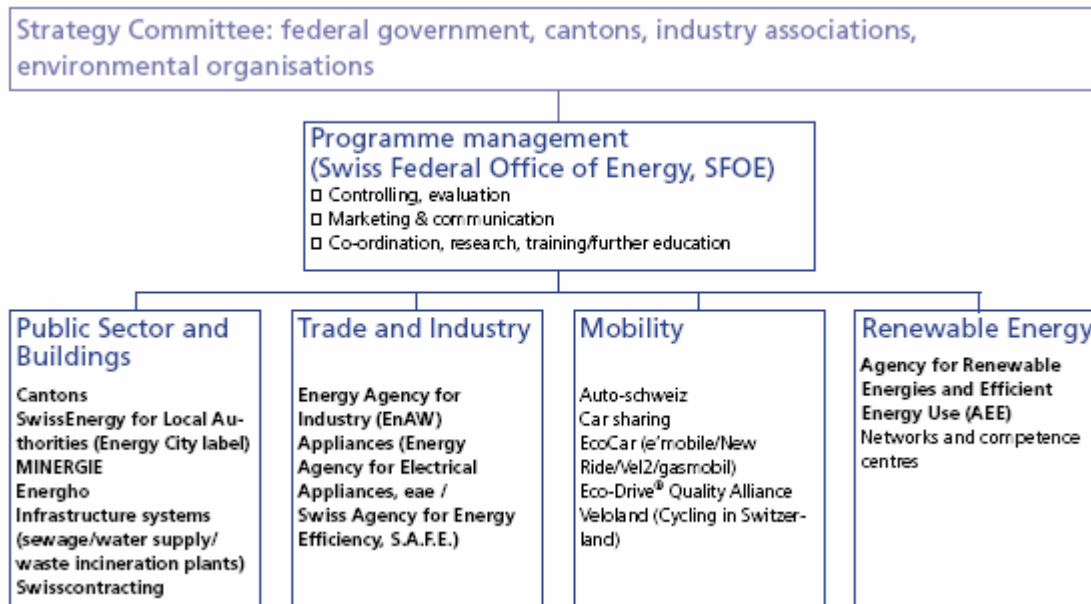 Strategy Committee: federal government, cantons, industry associations,
environmental organisations
Programme management
(Swiss Federal Office of Energy, SFOE)
□ Controlling, evaluation
□ Marketing & communication
□ Co-ordination, research, training/further education
Public Sector and
Buildings
Cantons
SwissEnergy for Local Au-
thorities (Energy City label)
MINERGIE
Energho
Infrastructure systems
(sewage/water supply/
waste incineration plants)
Swisscontracting
Trade and Industry
Energy Agency for
Industry (EnAW)
Appliances (Energy
Agency for Electrical
Appliances, eae /
Swiss Agency for Energy
Efficiency, S.A.F.E.)
Mobility
Auto-schweiz
Car sharing
EcoCar (e'mobile/New
Ride/Vel2/gasmobil)
Eco-Drive® Quality Alliance
Veloland (Cycling in Switzer-
land)
Renewable Energy
Agency for Renewable
Energies and Efficient
Energy Use (AEE)
Networks and competence
centres